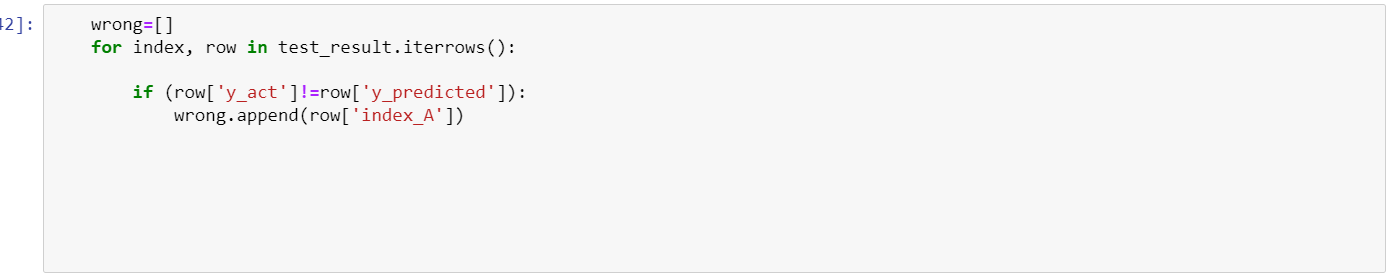 42]:
wrong=[]
for index, row in test_result.iterrows():
if (row['y_act']!=row['y_predicted']):
wrong.append(row['index_A'])